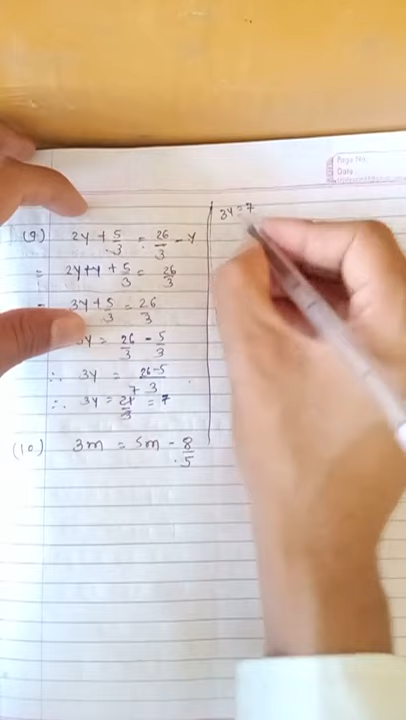 Page No.
Date
(9) 2y + 5/3 = 26/3 - y
= 2y+y + 5/3 = 26/3
= 3y + 5/3 = 26/3
3y = 26/3 - 5/3
∴ 3y = 26-5/3
∴ 3y = 21/3 = 7
(10) 3m = 5m - 8/5
3y = 7